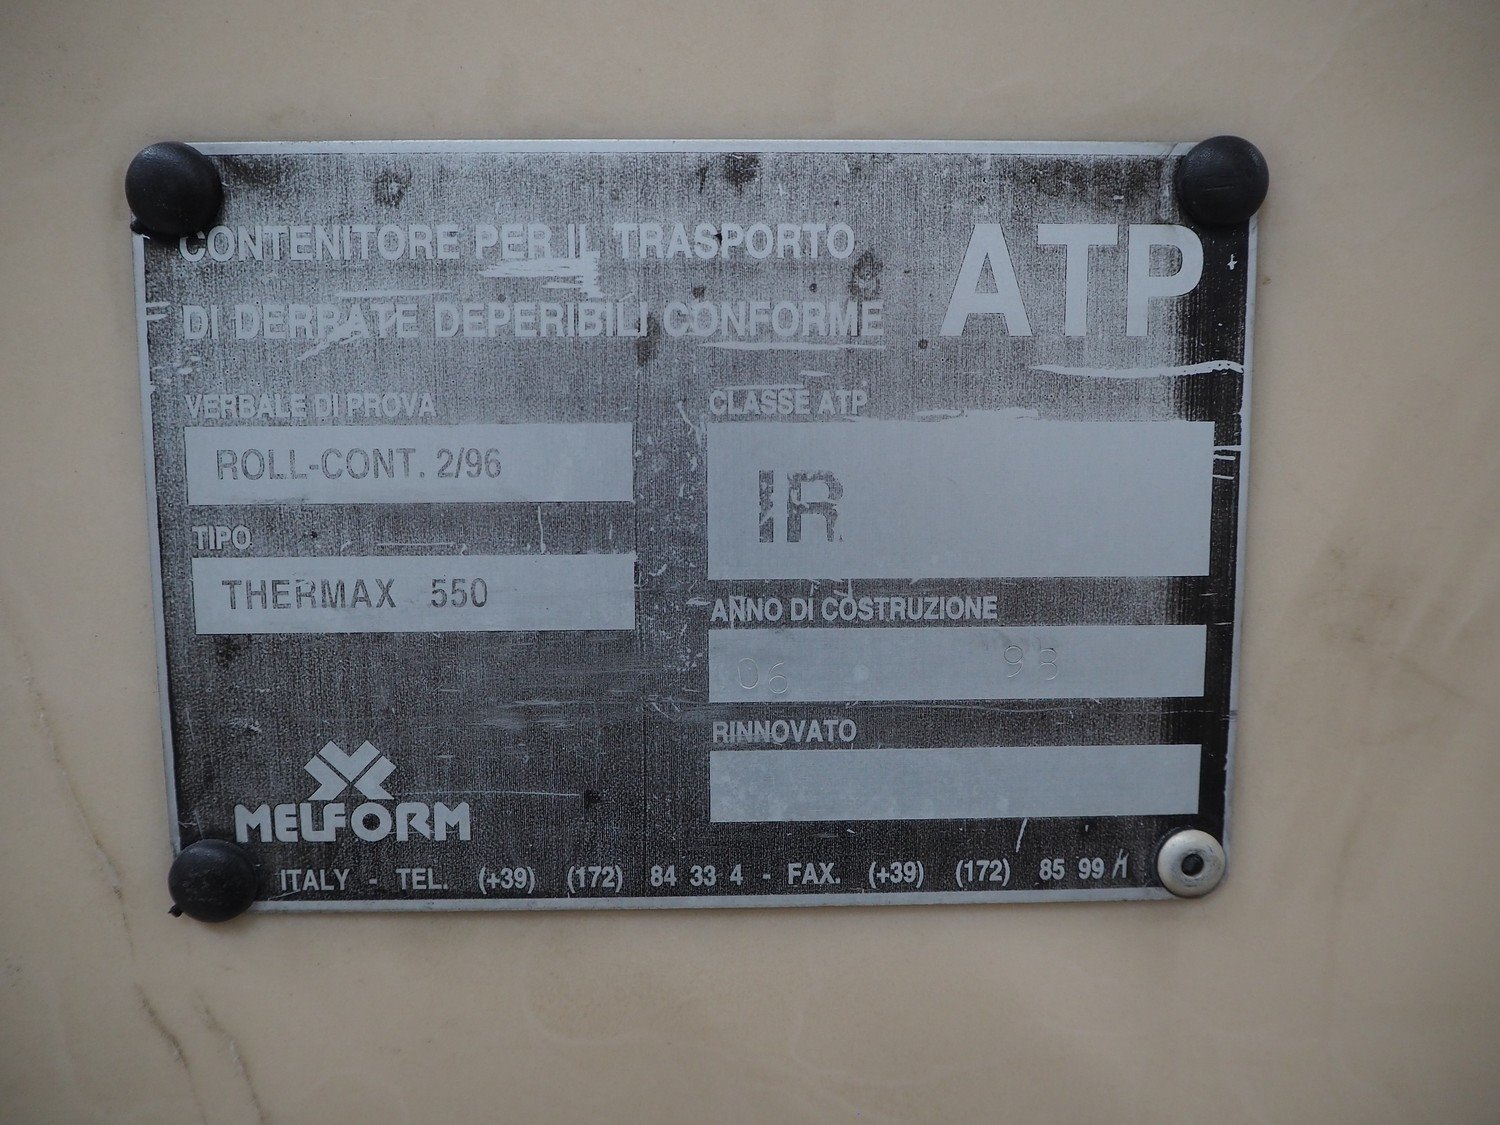 CONTENITORE PER IL TRASPORTO
DI DERRATE DEPERIBILI CONFORME
ATP
VERBALE DI PROVA
ROLL-CONT. 2/96
TIPO
THERMAX 550
CLASSE ATP
IR
ANNO DI COSTRUZIONE
06 98
RINNOVATO
MELFORM
ITALY - TEL. (+39) (172) 84 33 4 - FAX. (+39) (172) 85 99